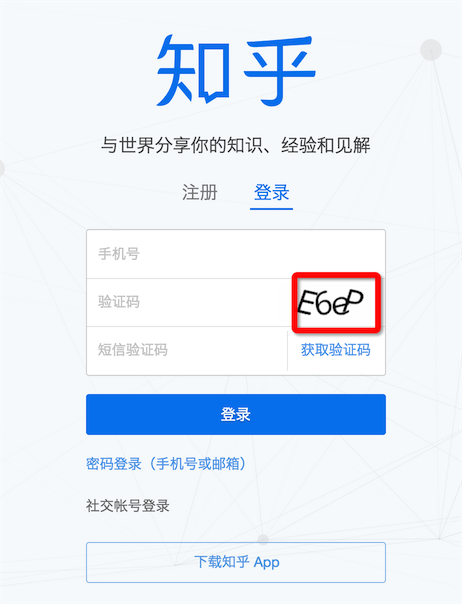 知乎
与世界分享你的知识、经验和见解
注册 登录
手机号
验证码 E6eP
短信验证码 获取验证码
登录
密码登录（手机号或邮箱）
社交帐号登录
下载知乎 App